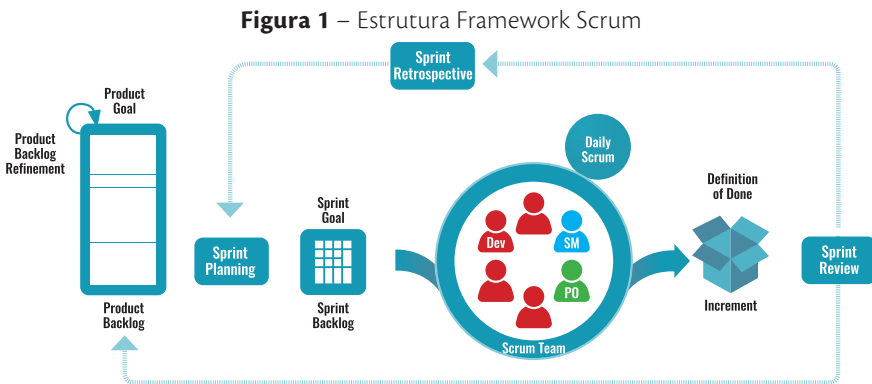 Figura 1 – Estrutura Framework Scrum
Sprint
Retrospective
Product
Goal
Product
Backlog
Refinement
Product
Backlog
Sprint
Planning
Sprint
Goal
Sprint
Backlog
Daily
Scrum
Dev
SM
PO
Scrum Team
Definition
of Done
Increment
Sprint
Review